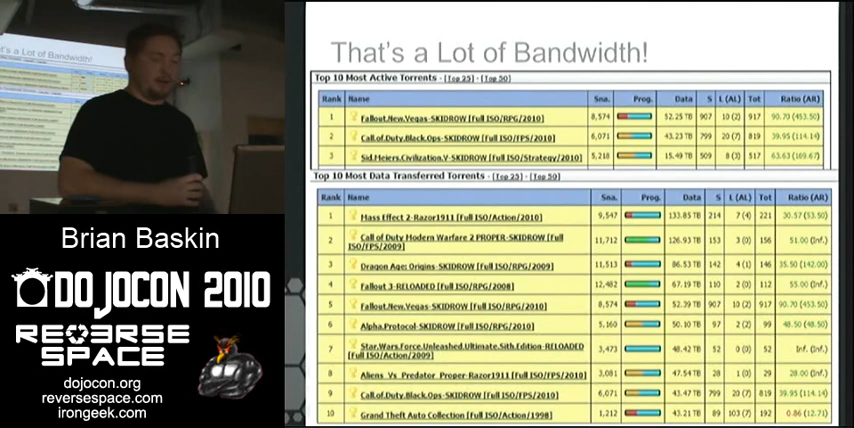 That's a Lot of Bandwidth!
Top 10 Most Active Torrents - [Top 25] - [Top 50]
Rank Name Sna. Prog. Data S L (AL) Tot Ratio (AR)
1 Fallout.New.Vegas-SKIDROW [Full ISO/RPG/2010] 8,574 52.25 TB 907 10 (2) 917 90.70 (453.50)
2 Call.of.Duty.Black.Ops-SKIDROW [Full ISO/FPS/2010] 6,071 43.23 TB 799 20 (7) 819 39.95 (114.14)
3 Sid.Meiers.Civilization.V-SKIDROW [Full ISO/Strategy/2010] 5,218 15.49 TB 509 8 (3) 517 63.63 (169.67)
Top 10 Most Data Transferred Torrents - [Top 25] - [Top 50]
Rank Name Sna. Prog. Data S L (AL) Tot Ratio (AR)
1 Mass Effect 2-Razor1911 [Full ISO/Action/2010] 9,547 133.85 TB 214 7 (4) 221 30.57 (53.50)
2 Call of Duty Modern Warfare 2 PROPER-SKIDROW [Full
ISO/FPS/2009] 11,712 126.93 TB 153 3 (0) 156 51.00 (Inf.)
3 Dragon Age: Origins-SKIDROW [Full ISO/RPG/2009] 11,513 86.53 TB 142 4 (1) 146 35.50 (142.00)
4 Fallout 3-RELOADED [Full ISO/RPG/2008] 12,482 67.19 TB 110 2 (0) 112 55.00 (Inf.)
5 Fallout.New.Vegas-SKIDROW [Full ISO/RPG/2010] 8,574 52.39 TB 907 10 (2) 917 90.70 (453.50)
6 Alpha.Protocol-SKIDROW [Full ISO/RPG/2010] 5,160 50.10 TB 97 2 (2) 99 48.50 (48.50)
7 Star.Wars.Force.Unleashed.Ultimate.Sith.Edition-RELOADED
[Full ISO/Action/2009] 3,473 48.42 TB 52 0 (0) 52 Inf. (Inf.)
8 Aliens_Vs_Predator_Proper-Razor1911 [Full ISO/FPS/2010] 3,081 47.54 TB 28 1 (0) 29 28.00 (Inf.)
9 Call.of.Duty.Black.Ops-SKIDROW [Full ISO/FPS/2010] 6,071 43.47 TB 799 20 (7) 819 39.95 (114.14)
10 Grand Theft Auto Collection [Full ISO/Action/1998] 1,212 43.21 TB 89 103 (7) 192 0.86 (12.71)
Brian Baskin
DOJOCON 2010
REVERSE
SPACE
dojocon.org
reversespace.com
irongeek.com